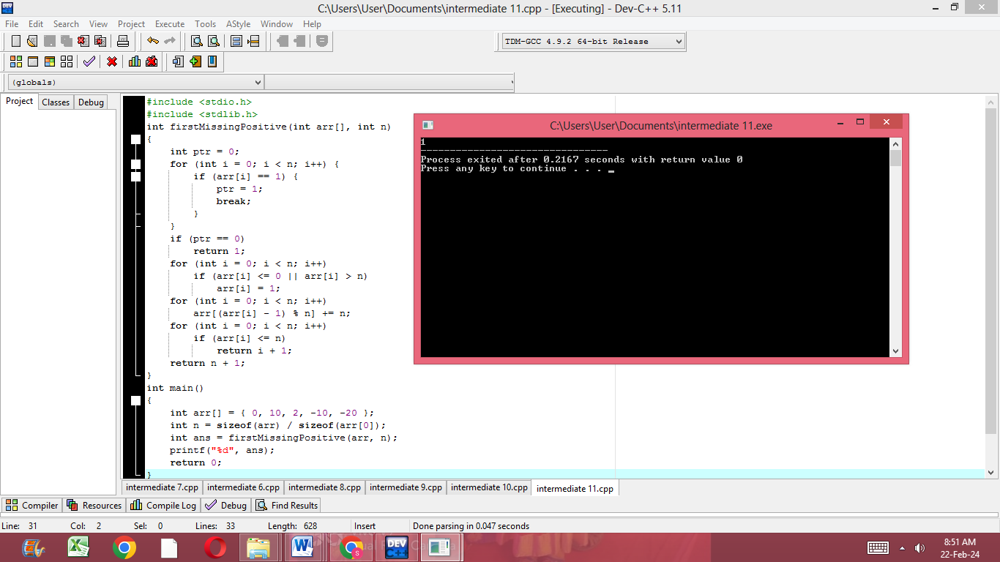 C:\Users\User\Documents\intermediate 11.cpp - [Executing] - Dev-C++ 5.11
File Edit Search View Project Execute Tools AStyle Window Help
TDM-GCC 4.9.2 64-bit Release
(globals)
Project Classes Debug
#include <stdio.h>
#include <stdlib.h>
int firstMissingPositive(int arr[], int n)
{
    int ptr = 0;
    for (int i = 0; i < n; i++) {
        if (arr[i] == 1) {
            ptr = 1;
            break;
        }
    }
    if (ptr == 0)
        return 1;
    for (int i = 0; i < n; i++)
        if (arr[i] <= 0 || arr[i] > n)
            arr[i] = 1;
    for (int i = 0; i < n; i++)
        arr[(arr[i] - 1) % n] += n;
    for (int i = 0; i < n; i++)
        if (arr[i] <= n)
            return i + 1;
    return n + 1;
}
int main()
{
    int arr[] = { 0, 10, 2, -10, -20 };
    int n = sizeof(arr) / sizeof(arr[0]);
    int ans = firstMissingPositive(arr, n);
    printf("%d", ans);
    return 0;
}
C:\Users\User\Documents\intermediate 11.exe
1
--------------------------------
Process exited after 0.2167 seconds with return value 0
Press any key to continue . . . _
intermediate 7.cpp intermediate 6.cpp intermediate 8.cpp intermediate 9.cpp intermediate 10.cpp intermediate 11.cpp
Compiler Resources Compile Log Debug Find Results
Line: 31 Col: 2 Sel: 0 Lines: 33 Length: 628 Insert Done parsing in 0.047 seconds
DEV C++
8:51 AM
22-Feb-24